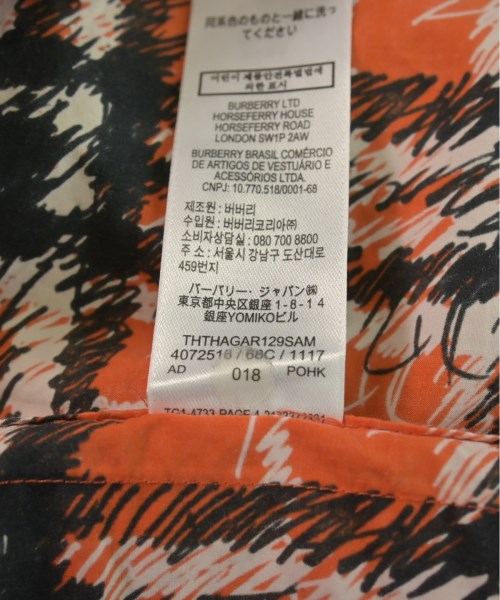 同系色のものと一緒に洗っ
てください
어린이 제품안전특별법에
의한 표시
BURBERRY LTD
HORSEFERRY HOUSE
HORSEFERRY ROAD
LONDON SW1P 2AW
BURBERRY BRASIL COMÉRCIO
DE ARTIGOS DE VESTUÁRIO E
ACESSÓRIOS LTDA.
CNPJ: 10.770.518/0001-68
제조원 : 버버리
수입원 : 버버리코리아㈜
소비자상담실 : 080 700 8800
주 소 : 서울시 강남구 도산대로
459번지
バーバリー・ジャパン㈱
東京都中央区銀座1-8-14
銀座YOMIKOビル
THTHAGAR129SAM
4072518 / 68C / 1117
AD 018 POHK
TG1-4733 PAGE 4